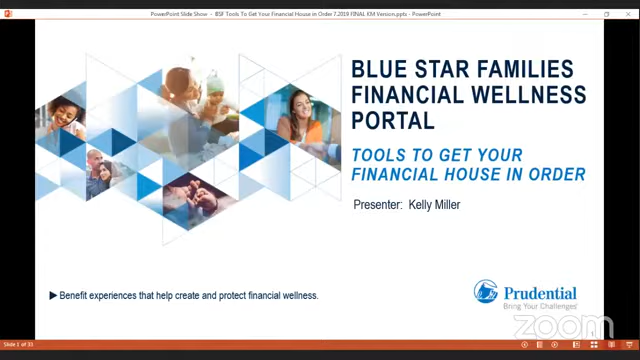 PowerPoint Slide Show - BSF Tools To Get Your Financial House in Order 7.2019 FINAL KM Version.pptx - PowerPoint
BLUE STAR FAMILIES
FINANCIAL WELLNESS
PORTAL
TOOLS TO GET YOUR
FINANCIAL HOUSE IN ORDER
Presenter: Kelly Miller
Benefit experiences that help create and protect financial wellness.
Prudential
Bring Your Challenges
zoom
Slide 1 of 31